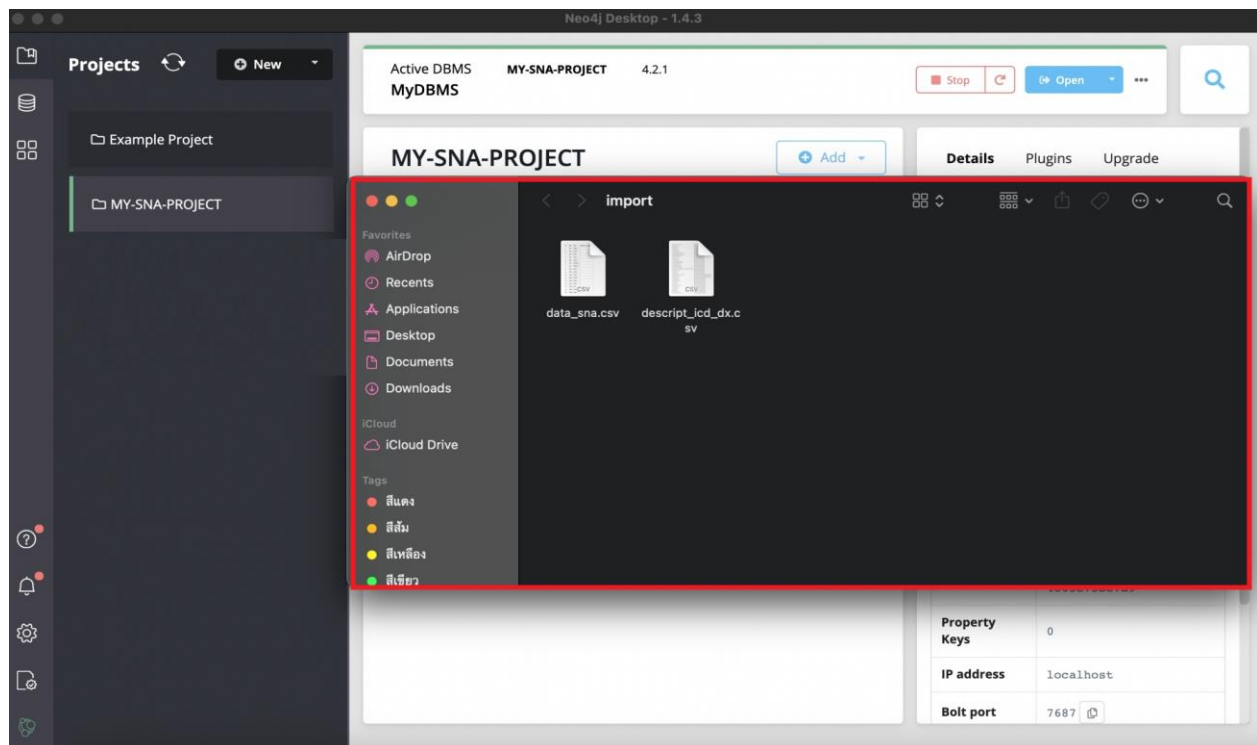 Neo4j Desktop - 1.4.3
Projects
New
Example Project
MY-SNA-PROJECT
Active DBMS MY-SNA-PROJECT 4.2.1
MyDBMS
Stop
Open
MY-SNA-PROJECT
Add
Details Plugins Upgrade
import
Favorites
AirDrop
Recents
Applications
Desktop
Documents
Downloads
iCloud
iCloud Drive
Tags
สีแดง
สีส้ม
สีเหลือง
สีเขียว
CSV
data_sna.csv
CSV
descript_icd_dx.c
sv
Property
Keys
0
IP address localhost
Bolt port 7687